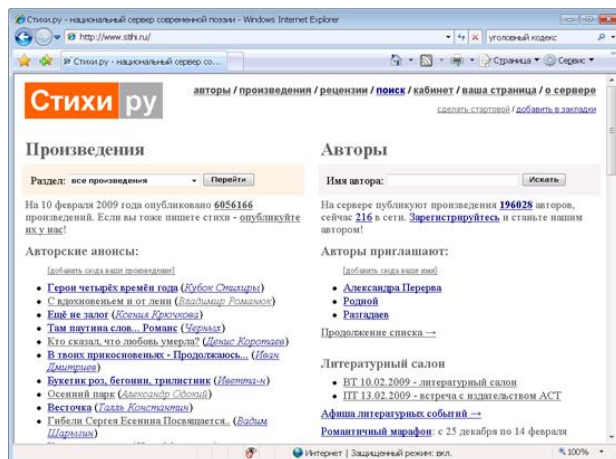 Стихи.ру - национальный сервер современной поэзии - Windows Internet Explorer
http://www.stihi.ru/
уголовный кодекс
Стихи.ру - национальный сервер со...
Страница
Сервис
Стихи ру
авторы / произведения / рецензии / поиск / кабинет / ваша страница / о сервере
сделать стартовой / добавить в закладки
Произведения
Раздел: все произведения Перейти
На 10 февраля 2009 года опубликовано 6056166
произведений. Если вы тоже пишете стихи - опубликуйте
их у нас!
Авторские анонсы:
[добавить сюда ваше произведение]
Герои четырёх времён года (Кубок Стихиры)
С вдохновеньем и от лени (Владимир Романюк)
Ещё не залог (Ксения Крючкова)
Там паутина слов... Романс (Черных)
Кто сказал, что любовь умерла? (Денис Коротаев)
В твоих прикосновеньях - Продолжаюсь... (Иван
Дмитриев)
Букетик роз, бегонии, трилистник (Иветта-н)
Осенний парк (Александр Одокий)
Весточка (Талль Константин)
Гибели Сергея Есенина Посвящается.. (Вадим
Шарыгин)
Авторы
Имя автора: Искать
На сервере публикуют произведения 196028 авторов,
сейчас 216 в сети. Зарегистрируйтесь и станьте нашим
автором!
Авторы приглашают:
[добавить сюда ваше имя]
Александра Перерва
Родной
Разгадаев
Продолжение списка →
Литературный салон
ВТ 10.02.2009 - литературный салон
ПТ 13.02.2009 - встреча с издательством АСТ
Афиша литературных событий →
Романтичный марафон: с 25 декабря по 14 февраля
Интернет | Защищенный режим: вкл.
100%